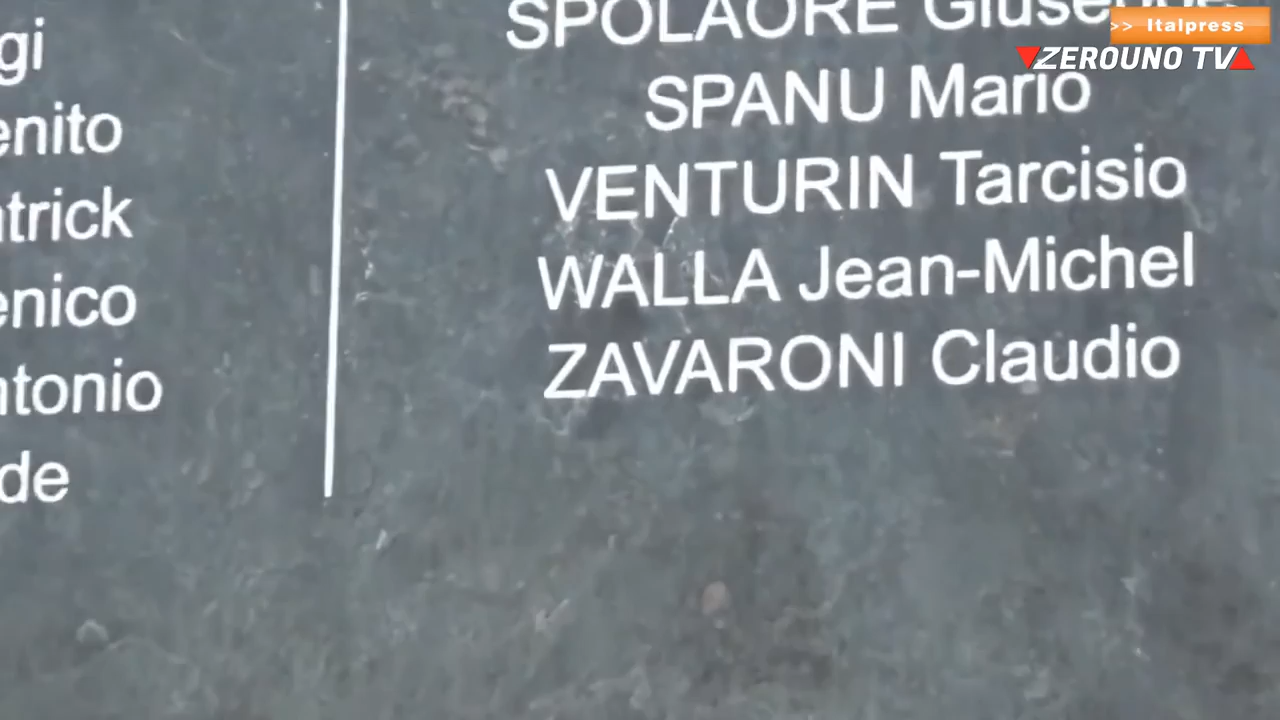 gi
enito
atrick
enico
ntonio
de
SPOLAORE Giuseppe
SPANU Mario
VENTURIN Tarcisio
WALLA Jean-Michel
ZAVARONI Claudio
>> Italpress
ZEROUNO TV